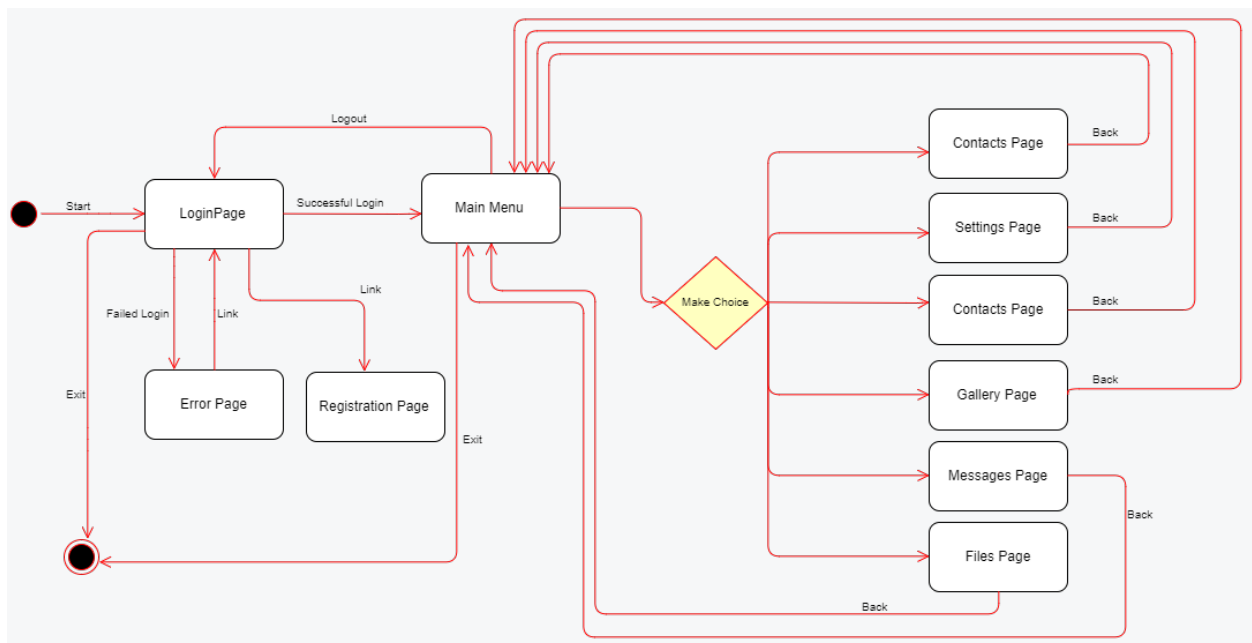 Logout
Start
LoginPage
Successful Login
Main Menu
Contacts Page
Back
Settings Page
Back
Make Choice
Contacts Page
Back
Link
Failed Login
Link
Gallery Page
Back
Exit
Error Page
Registration Page
Exit
Messages Page
Back
Files Page
Back